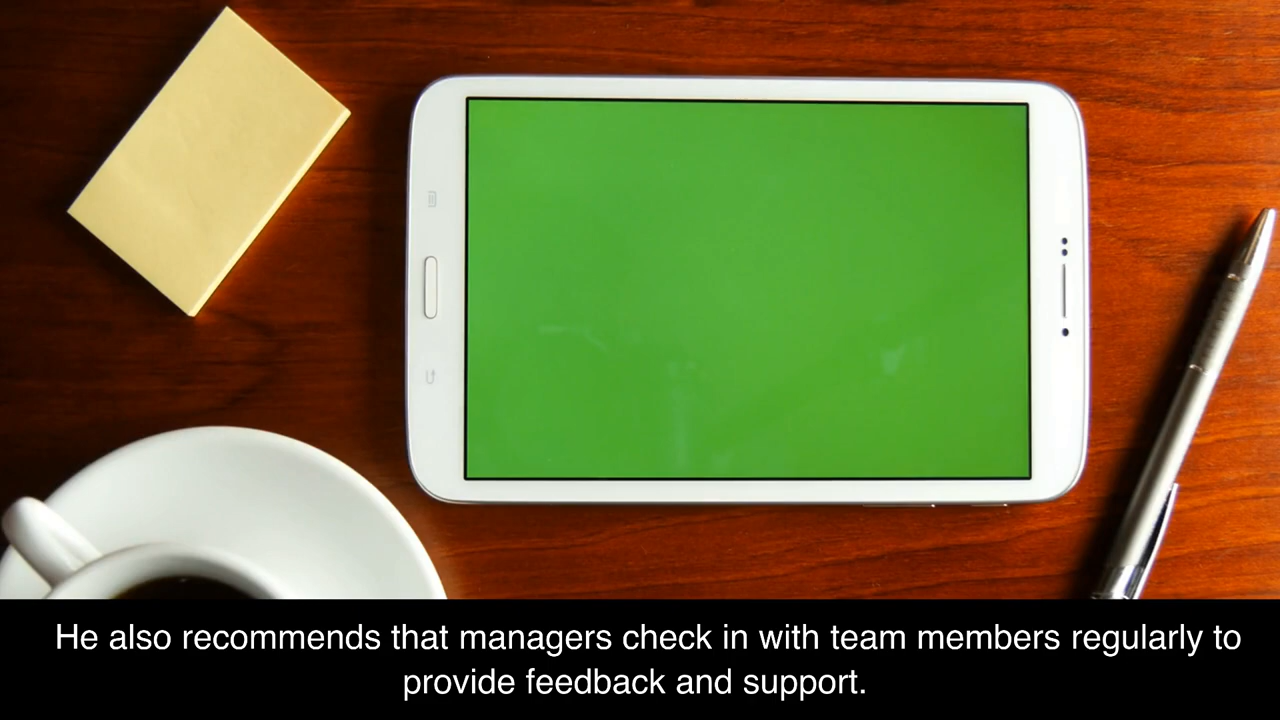 He also recommends that managers check in with team members regularly to
provide feedback and support.